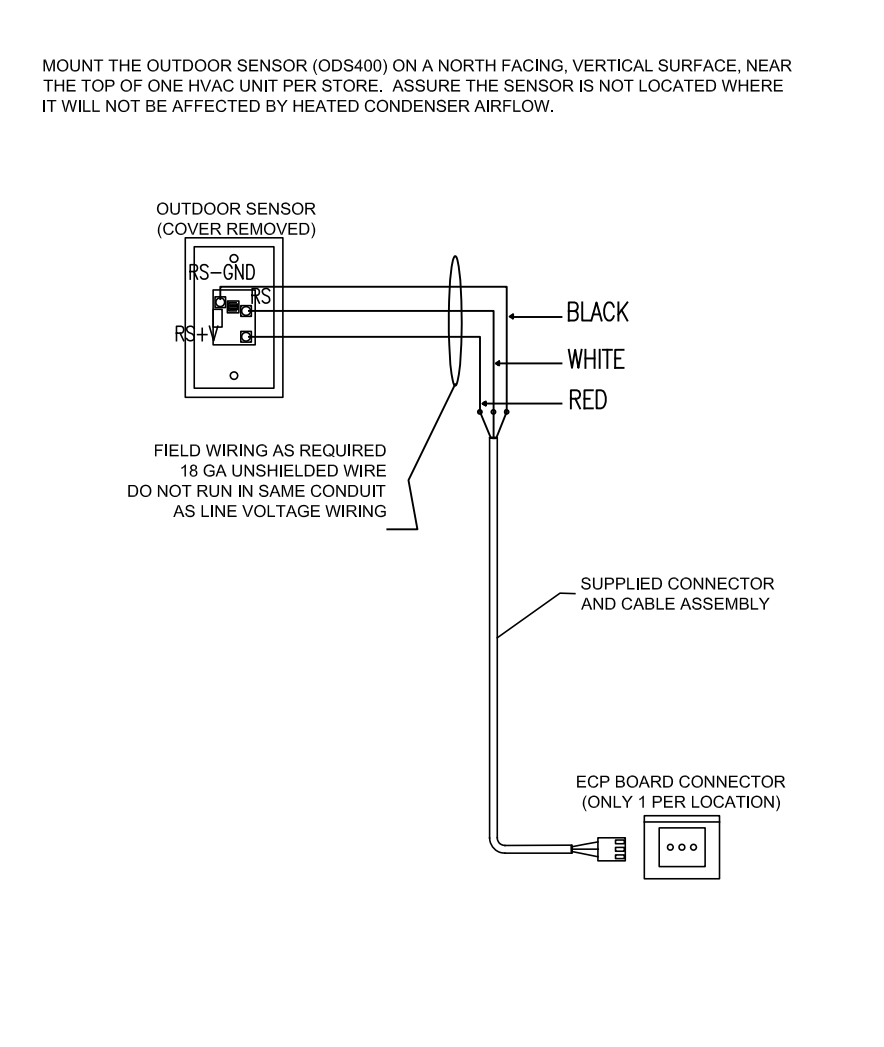 MOUNT THE OUTDOOR SENSOR (ODS400) ON A NORTH FACING, VERTICAL SURFACE, NEAR
THE TOP OF ONE HVAC UNIT PER STORE. ASSURE THE SENSOR IS NOT LOCATED WHERE
IT WILL NOT BE AFFECTED BY HEATED CONDENSER AIRFLOW.
OUTDOOR SENSOR
(COVER REMOVED)
RS-GND
RS
RS+V
BLACK
WHITE
RED
FIELD WIRING AS REQUIRED
18 GA UNSHIELDED WIRE
DO NOT RUN IN SAME CONDUIT
AS LINE VOLTAGE WIRING
SUPPLIED CONNECTOR
AND CABLE ASSEMBLY
ECP BOARD CONNECTOR
(ONLY 1 PER LOCATION)